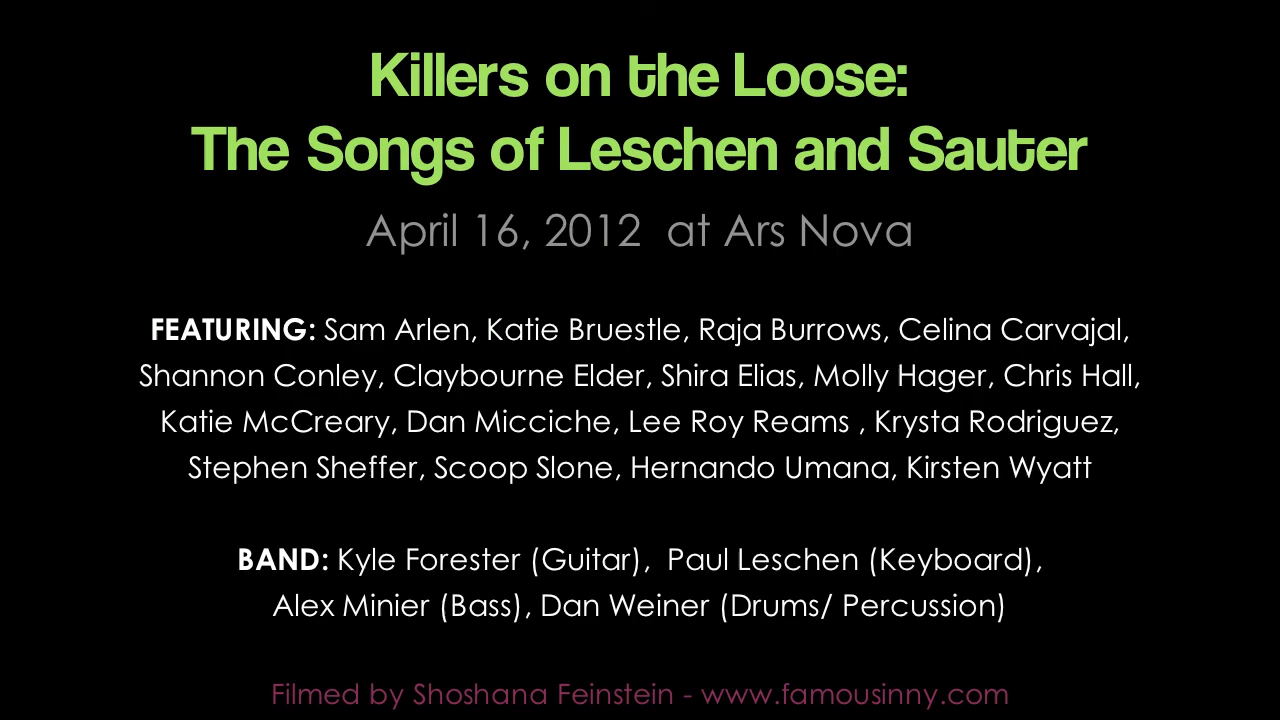 Killers on the Loose:
The Songs of Leschen and Sauter
April 16, 2012  at Ars Nova
FEATURING: Sam Arlen, Katie Bruestle, Raja Burrows, Celina Carvajal,
Shannon Conley, Claybourne Elder, Shira Elias, Molly Hager, Chris Hall,
Katie McCreary, Dan Micciche, Lee Roy Reams , Krysta Rodriguez,
Stephen Sheffer, Scoop Slone, Hernando Umana, Kirsten Wyatt
BAND: Kyle Forester (Guitar),  Paul Leschen (Keyboard),
Alex Minier (Bass), Dan Weiner (Drums/ Percussion)
Filmed by Shoshana Feinstein - www.famousinny.com